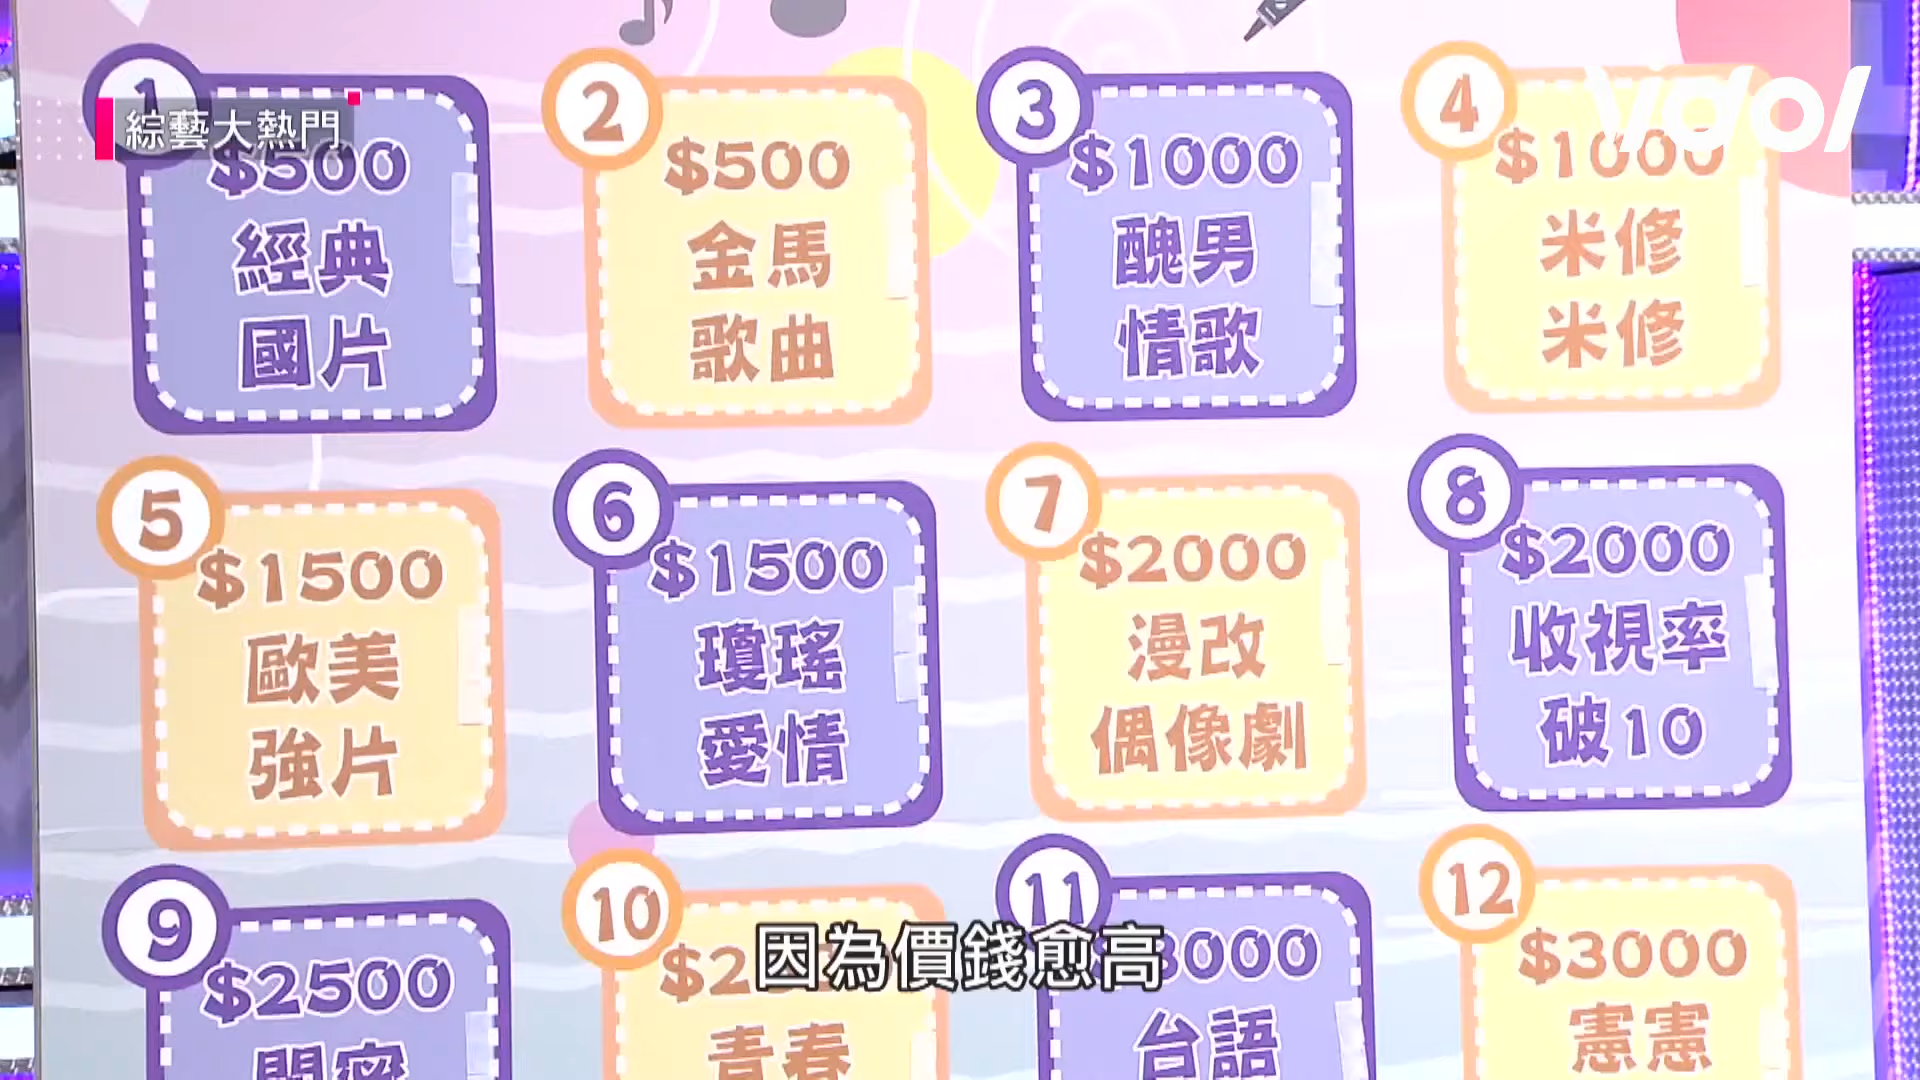 綜藝大熱門
Vidol
1
$500
經典
國片
2
$500
金馬
歌曲
3
$1000
醜男
情歌
4
$1000
米修
米修
5
$1500
歐美
強片
6
$1500
瓊瑤
愛情
7
$2000
漫改
偶像劇
8
$2000
收視率
破10
9
$2500
10
青春
11
台語
12
$3000
憲憲
因為價錢愈高